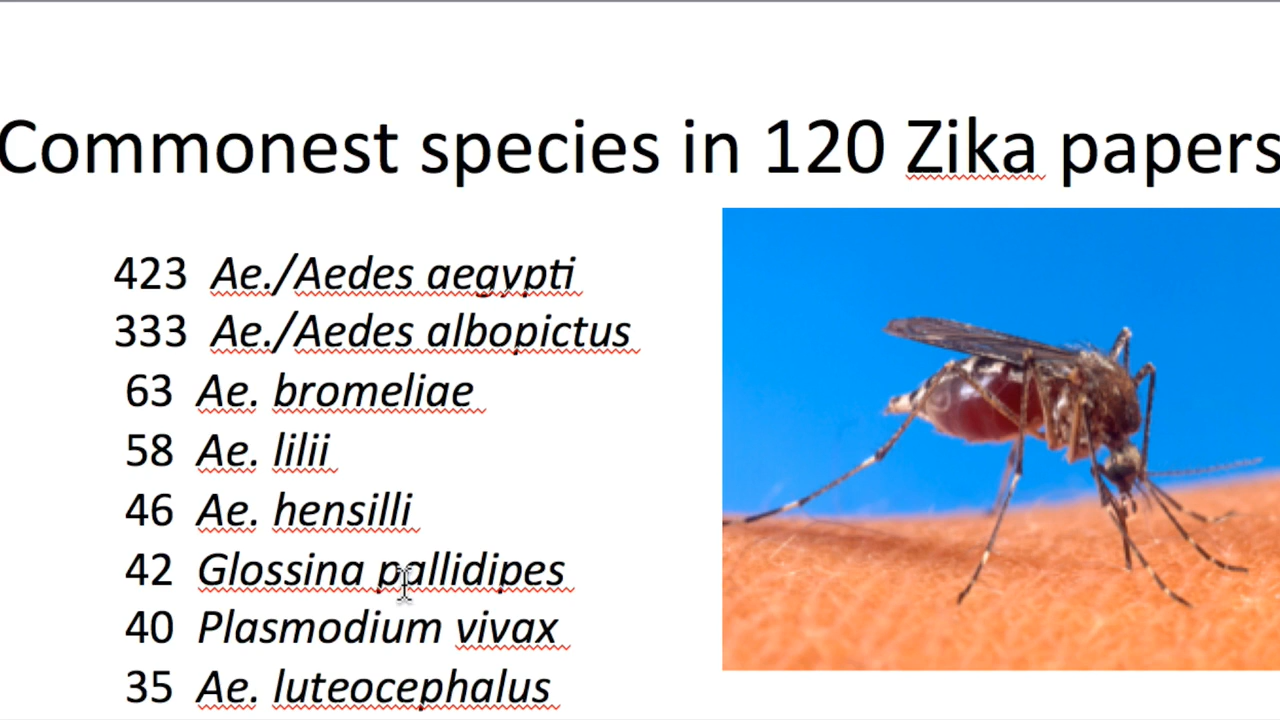 Commonest species in 120 Zika papers
423 Ae./Aedes aegypti
333 Ae./Aedes albopictus
63 Ae. bromeliae
58 Ae. lilii
46 Ae. hensilli
42 Glossina pallidipes
40 Plasmodium vivax
35 Ae. luteocephalus